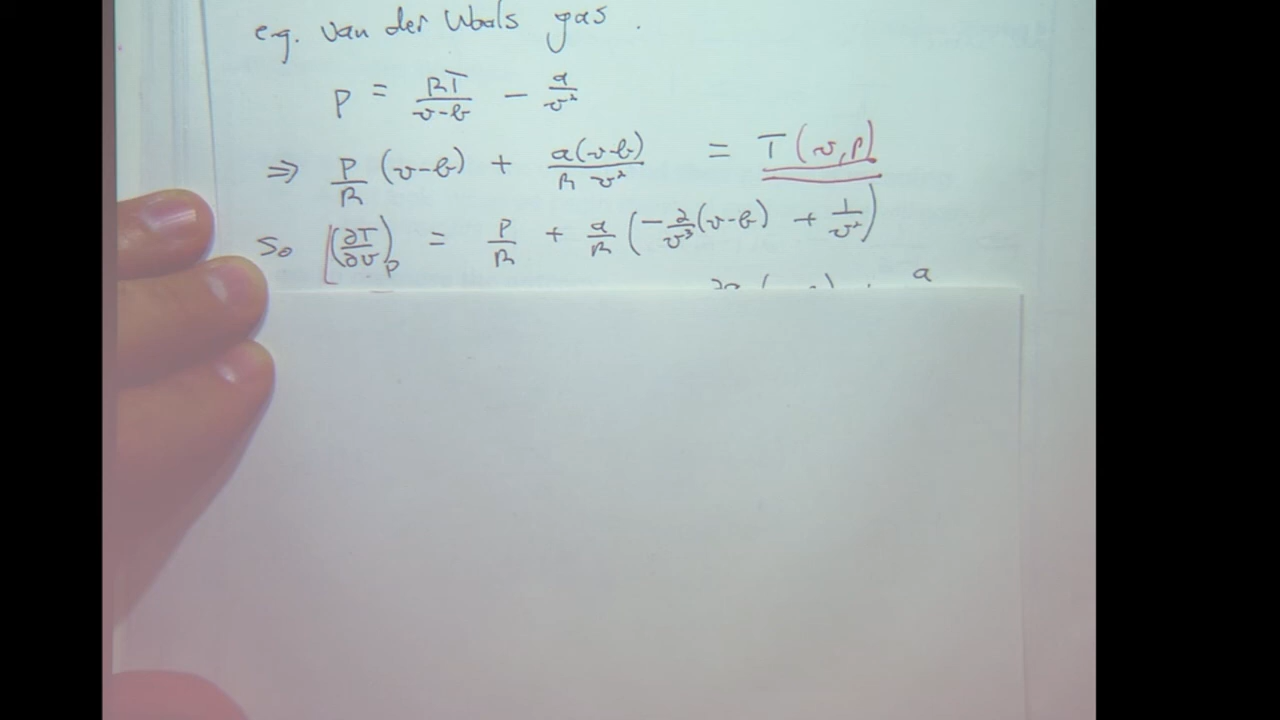 e.g. Van der Waals gas .
P = RT/(v-b) - a/v²
⇒ P/R (v-b) + a(v-b)/(R v²) = T(v,P)
So (∂T/∂v)_P = P/R + a/R (-2/v³ (v-b) + 1/v²)
a